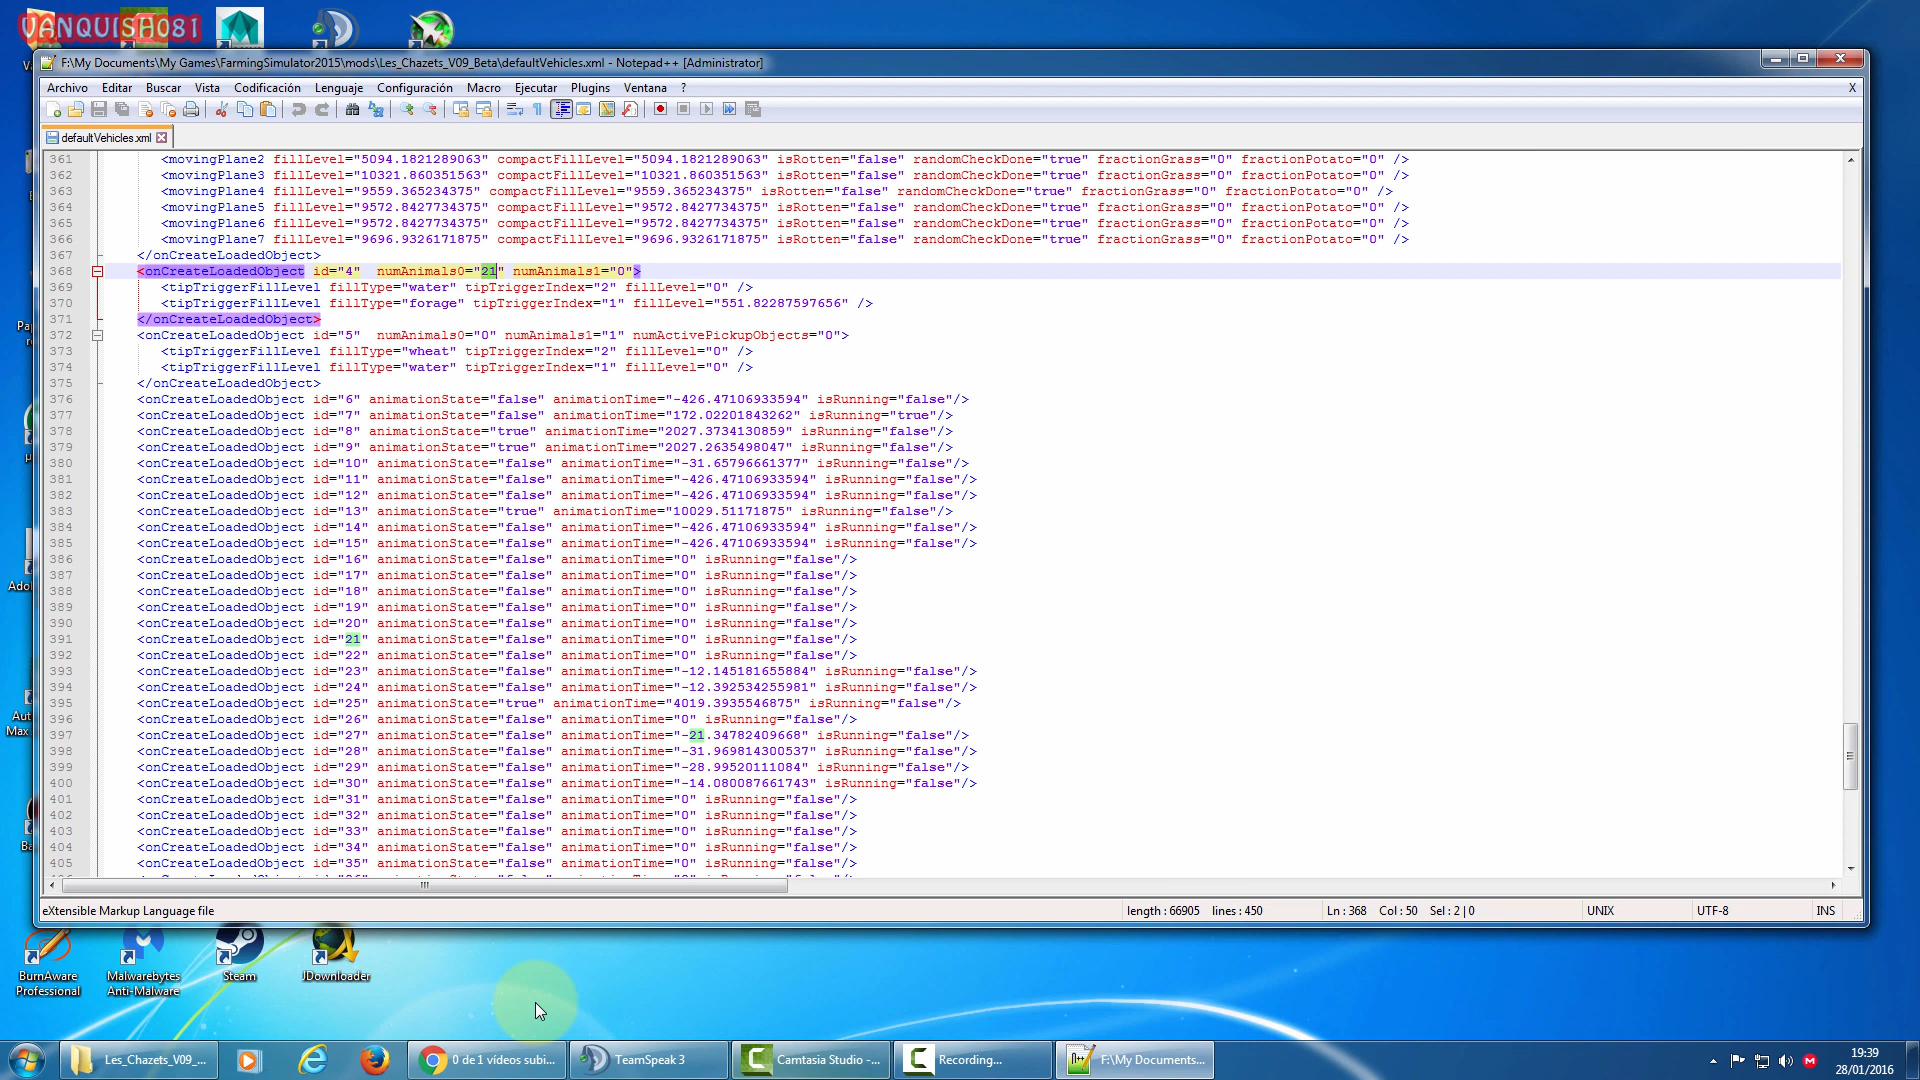 VANQUISH081
F:\My Documents\My Games\FarmingSimulator2015\mods\Les_Chazets_V09_Beta\defaultVehicles.xml - Notepad++ [Administrator]
Archivo Editar Buscar Vista Codificación Lenguaje Configuración Macro Ejecutar Plugins Ventana ? X
defaultVehicles.xml
361 <movingPlane2 fillLevel="5094.1821289063" compactFillLevel="5094.1821289063" isRotten="false" randomCheckDone="true" fractionGrass="0" fractionPotato="0" />
362 <movingPlane3 fillLevel="10321.860351563" compactFillLevel="10321.860351563" isRotten="false" randomCheckDone="true" fractionGrass="0" fractionPotato="0" />
363 <movingPlane4 fillLevel="9559.365234375" compactFillLevel="9559.365234375" isRotten="false" randomCheckDone="true" fractionGrass="0" fractionPotato="0" />
364 <movingPlane5 fillLevel="9572.8427734375" compactFillLevel="9572.8427734375" isRotten="false" randomCheckDone="true" fractionGrass="0" fractionPotato="0" />
365 <movingPlane6 fillLevel="9572.8427734375" compactFillLevel="9572.8427734375" isRotten="false" randomCheckDone="true" fractionGrass="0" fractionPotato="0" />
366 <movingPlane7 fillLevel="9696.9326171875" compactFillLevel="9696.9326171875" isRotten="false" randomCheckDone="true" fractionGrass="0" fractionPotato="0" />
367 </onCreateLoadedObject>
368 <onCreateLoadedObject id="4" numAnimals0="21" numAnimals1="0">
369 <tipTriggerFillLevel fillType="water" tipTriggerIndex="2" fillLevel="0" />
370 <tipTriggerFillLevel fillType="forage" tipTriggerIndex="1" fillLevel="551.82287597656" />
371 </onCreateLoadedObject>
372 <onCreateLoadedObject id="5" numAnimals0="0" numAnimals1="1" numActivePickupObjects="0">
373 <tipTriggerFillLevel fillType="wheat" tipTriggerIndex="2" fillLevel="0" />
374 <tipTriggerFillLevel fillType="water" tipTriggerIndex="1" fillLevel="0" />
375 </onCreateLoadedObject>
376 <onCreateLoadedObject id="6" animationState="false" animationTime="-426.47106933594" isRunning="false"/>
377 <onCreateLoadedObject id="7" animationState="false" animationTime="172.02201843262" isRunning="true"/>
378 <onCreateLoadedObject id="8" animationState="true" animationTime="2027.3734130859" isRunning="false"/>
379 <onCreateLoadedObject id="9" animationState="true" animationTime="2027.2635498047" isRunning="false"/>
380 <onCreateLoadedObject id="10" animationState="false" animationTime="-31.65796661377" isRunning="false"/>
381 <onCreateLoadedObject id="11" animationState="false" animationTime="-426.47106933594" isRunning="false"/>
382 <onCreateLoadedObject id="12" animationState="false" animationTime="-426.47106933594" isRunning="false"/>
383 <onCreateLoadedObject id="13" animationState="true" animationTime="10029.51171875" isRunning="false"/>
384 <onCreateLoadedObject id="14" animationState="false" animationTime="-426.47106933594" isRunning="false"/>
385 <onCreateLoadedObject id="15" animationState="false" animationTime="-426.47106933594" isRunning="false"/>
386 <onCreateLoadedObject id="16" animationState="false" animationTime="0" isRunning="false"/>
387 <onCreateLoadedObject id="17" animationState="false" animationTime="0" isRunning="false"/>
388 <onCreateLoadedObject id="18" animationState="false" animationTime="0" isRunning="false"/>
389 <onCreateLoadedObject id="19" animationState="false" animationTime="0" isRunning="false"/>
390 <onCreateLoadedObject id="20" animationState="false" animationTime="0" isRunning="false"/>
391 <onCreateLoadedObject id="21" animationState="false" animationTime="0" isRunning="false"/>
392 <onCreateLoadedObject id="22" animationState="false" animationTime="0" isRunning="false"/>
393 <onCreateLoadedObject id="23" animationState="false" animationTime="-12.145181655884" isRunning="false"/>
394 <onCreateLoadedObject id="24" animationState="false" animationTime="-12.392534255981" isRunning="false"/>
395 <onCreateLoadedObject id="25" animationState="true" animationTime="4019.3935546875" isRunning="false"/>
396 <onCreateLoadedObject id="26" animationState="false" animationTime="0" isRunning="false"/>
397 <onCreateLoadedObject id="27" animationState="false" animationTime="-21.34782409668" isRunning="false"/>
398 <onCreateLoadedObject id="28" animationState="false" animationTime="-31.969814300537" isRunning="false"/>
399 <onCreateLoadedObject id="29" animationState="false" animationTime="-28.99520111084" isRunning="false"/>
400 <onCreateLoadedObject id="30" animationState="false" animationTime="-14.080087661743" isRunning="false"/>
401 <onCreateLoadedObject id="31" animationState="false" animationTime="0" isRunning="false"/>
402 <onCreateLoadedObject id="32" animationState="false" animationTime="0" isRunning="false"/>
403 <onCreateLoadedObject id="33" animationState="false" animationTime="0" isRunning="false"/>
404 <onCreateLoadedObject id="34" animationState="false" animationTime="0" isRunning="false"/>
405 <onCreateLoadedObject id="35" animationState="false" animationTime="0" isRunning="false"/>
eXtensible Markup Language file length : 66905 lines : 450 Ln : 368 Col : 50 Sel : 2 | 0 UNIX UTF-8 INS
BurnAware Professional
Malwarebytes Anti-Malware
Steam
JDownloader
Les_Chazets_V09_... 0 de 1 vídeos subi... TeamSpeak 3 Camtasia Studio -... Recording... F:\My Documents...
19:39
28/01/2016